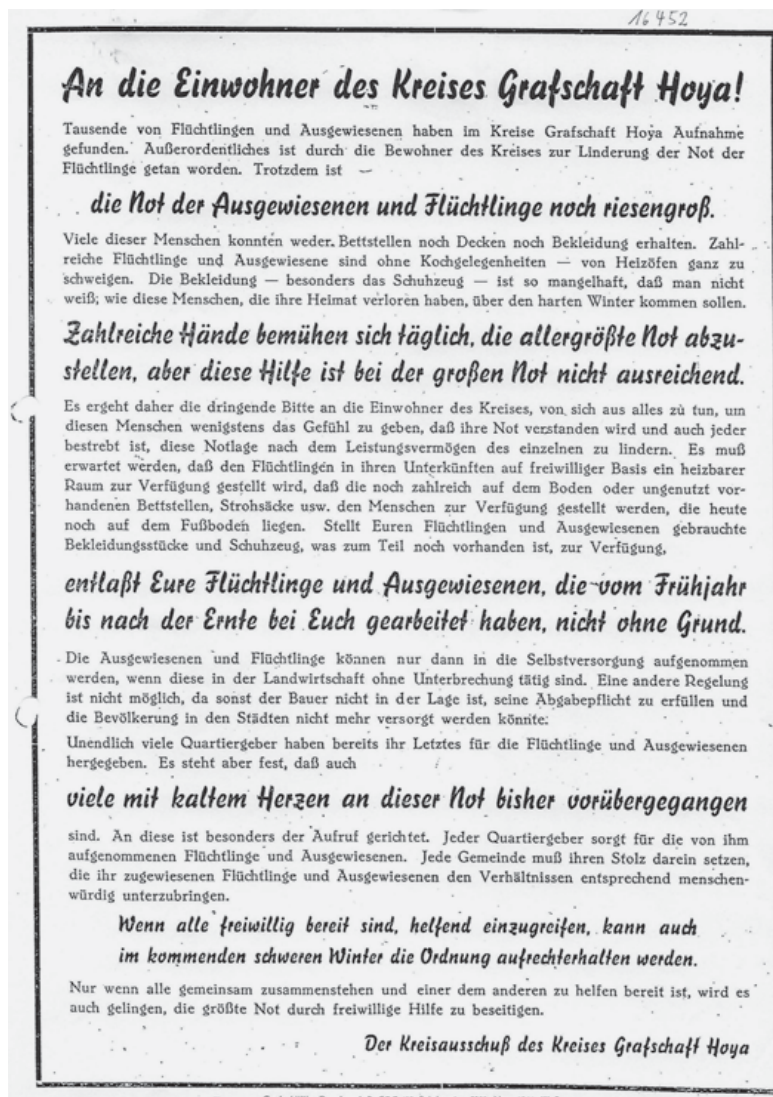 16452
An die Einwohner des Kreises Grafschaft Hoya!
Tausende von Flüchtlingen und Ausgewiesenen haben im Kreise Grafschaft Hoya Aufnahme
gefunden. Außerordentliches ist durch die Bewohner des Kreises zur Linderung der Not der
Flüchtlinge getan worden. Trotzdem ist
die Not der Ausgewiesenen und Flüchtlinge noch riesengroß.
Viele dieser Menschen konnten weder Bettstellen noch Decken noch Bekleidung erhalten. Zahl-
reiche Flüchtlinge und Ausgewiesene sind ohne Kochgelegenheiten — von Heizöfen ganz zu
schweigen. Die Bekleidung — besonders das Schuhzeug — ist so mangelhaft, daß man nicht
weiß, wie diese Menschen, die ihre Heimat verloren haben, über den harten Winter kommen sollen.
Zahlreiche Hände bemühen sich täglich, die allergrößte Not abzu-
stellen, aber diese Hilfe ist bei der großen Not nicht ausreichend.
Es ergeht daher die dringende Bitte an die Einwohner des Kreises, von sich aus alles zu tun, um
diesen Menschen wenigstens das Gefühl zu geben, daß ihre Not verstanden wird und auch jeder
bestrebt ist, diese Notlage nach dem Leistungsvermögen des einzelnen zu lindern. Es muß
erwartet werden, daß den Flüchtlingen in ihren Unterkünften auf freiwilliger Basis ein heizbarer
Raum zur Verfügung gestellt wird, daß die noch zahlreich auf dem Boden oder ungenutzt vor-
handenen Bettstellen, Strohsäcke usw. den Menschen zur Verfügung gestellt werden, die heute
noch auf dem Fußboden liegen. Stellt Euren Flüchtlingen und Ausgewiesenen gebrauchte
Bekleidungsstücke und Schuhzeug, was zum Teil noch vorhanden ist, zur Verfügung,
entlaßt Eure Flüchtlinge und Ausgewiesenen, die vom Frühjahr
bis nach der Ernte bei Euch gearbeitet haben, nicht ohne Grund.
Die Ausgewiesenen und Flüchtlinge können nur dann in die Selbstversorgung aufgenommen
werden, wenn diese in der Landwirtschaft ohne Unterbrechung tätig sind. Eine andere Regelung
ist nicht möglich, da sonst der Bauer nicht in der Lage ist, seine Abgabepflicht zu erfüllen und
die Bevölkerung in den Städten nicht mehr versorgt werden könnte.
Unendlich viele Quartiergeber haben bereits ihr Letztes für die Flüchtlinge und Ausgewiesenen
hergegeben. Es steht aber fest, daß auch
viele mit kaltem Herzen an dieser Not bisher vorübergegangen
sind. An diese ist besonders der Aufruf gerichtet. Jeder Quartiergeber sorgt für die von ihm
aufgenommenen Flüchtlinge und Ausgewiesenen. Jede Gemeinde muß ihren Stolz darein setzen,
die ihr zugewiesenen Flüchtlinge und Ausgewiesenen den Verhältnissen entsprechend menschen-
würdig unterzubringen.
Wenn alle freiwillig bereit sind, helfend einzugreifen, kann auch
im kommenden schweren Winter die Ordnung aufrechterhalten werden.
Nur wenn alle gemeinsam zusammenstehen und einer dem anderen zu helfen bereit ist, wird es
auch gelingen, die größte Not durch freiwillige Hilfe zu beseitigen.
Der Kreisausschuß des Kreises Grafschaft Hoya